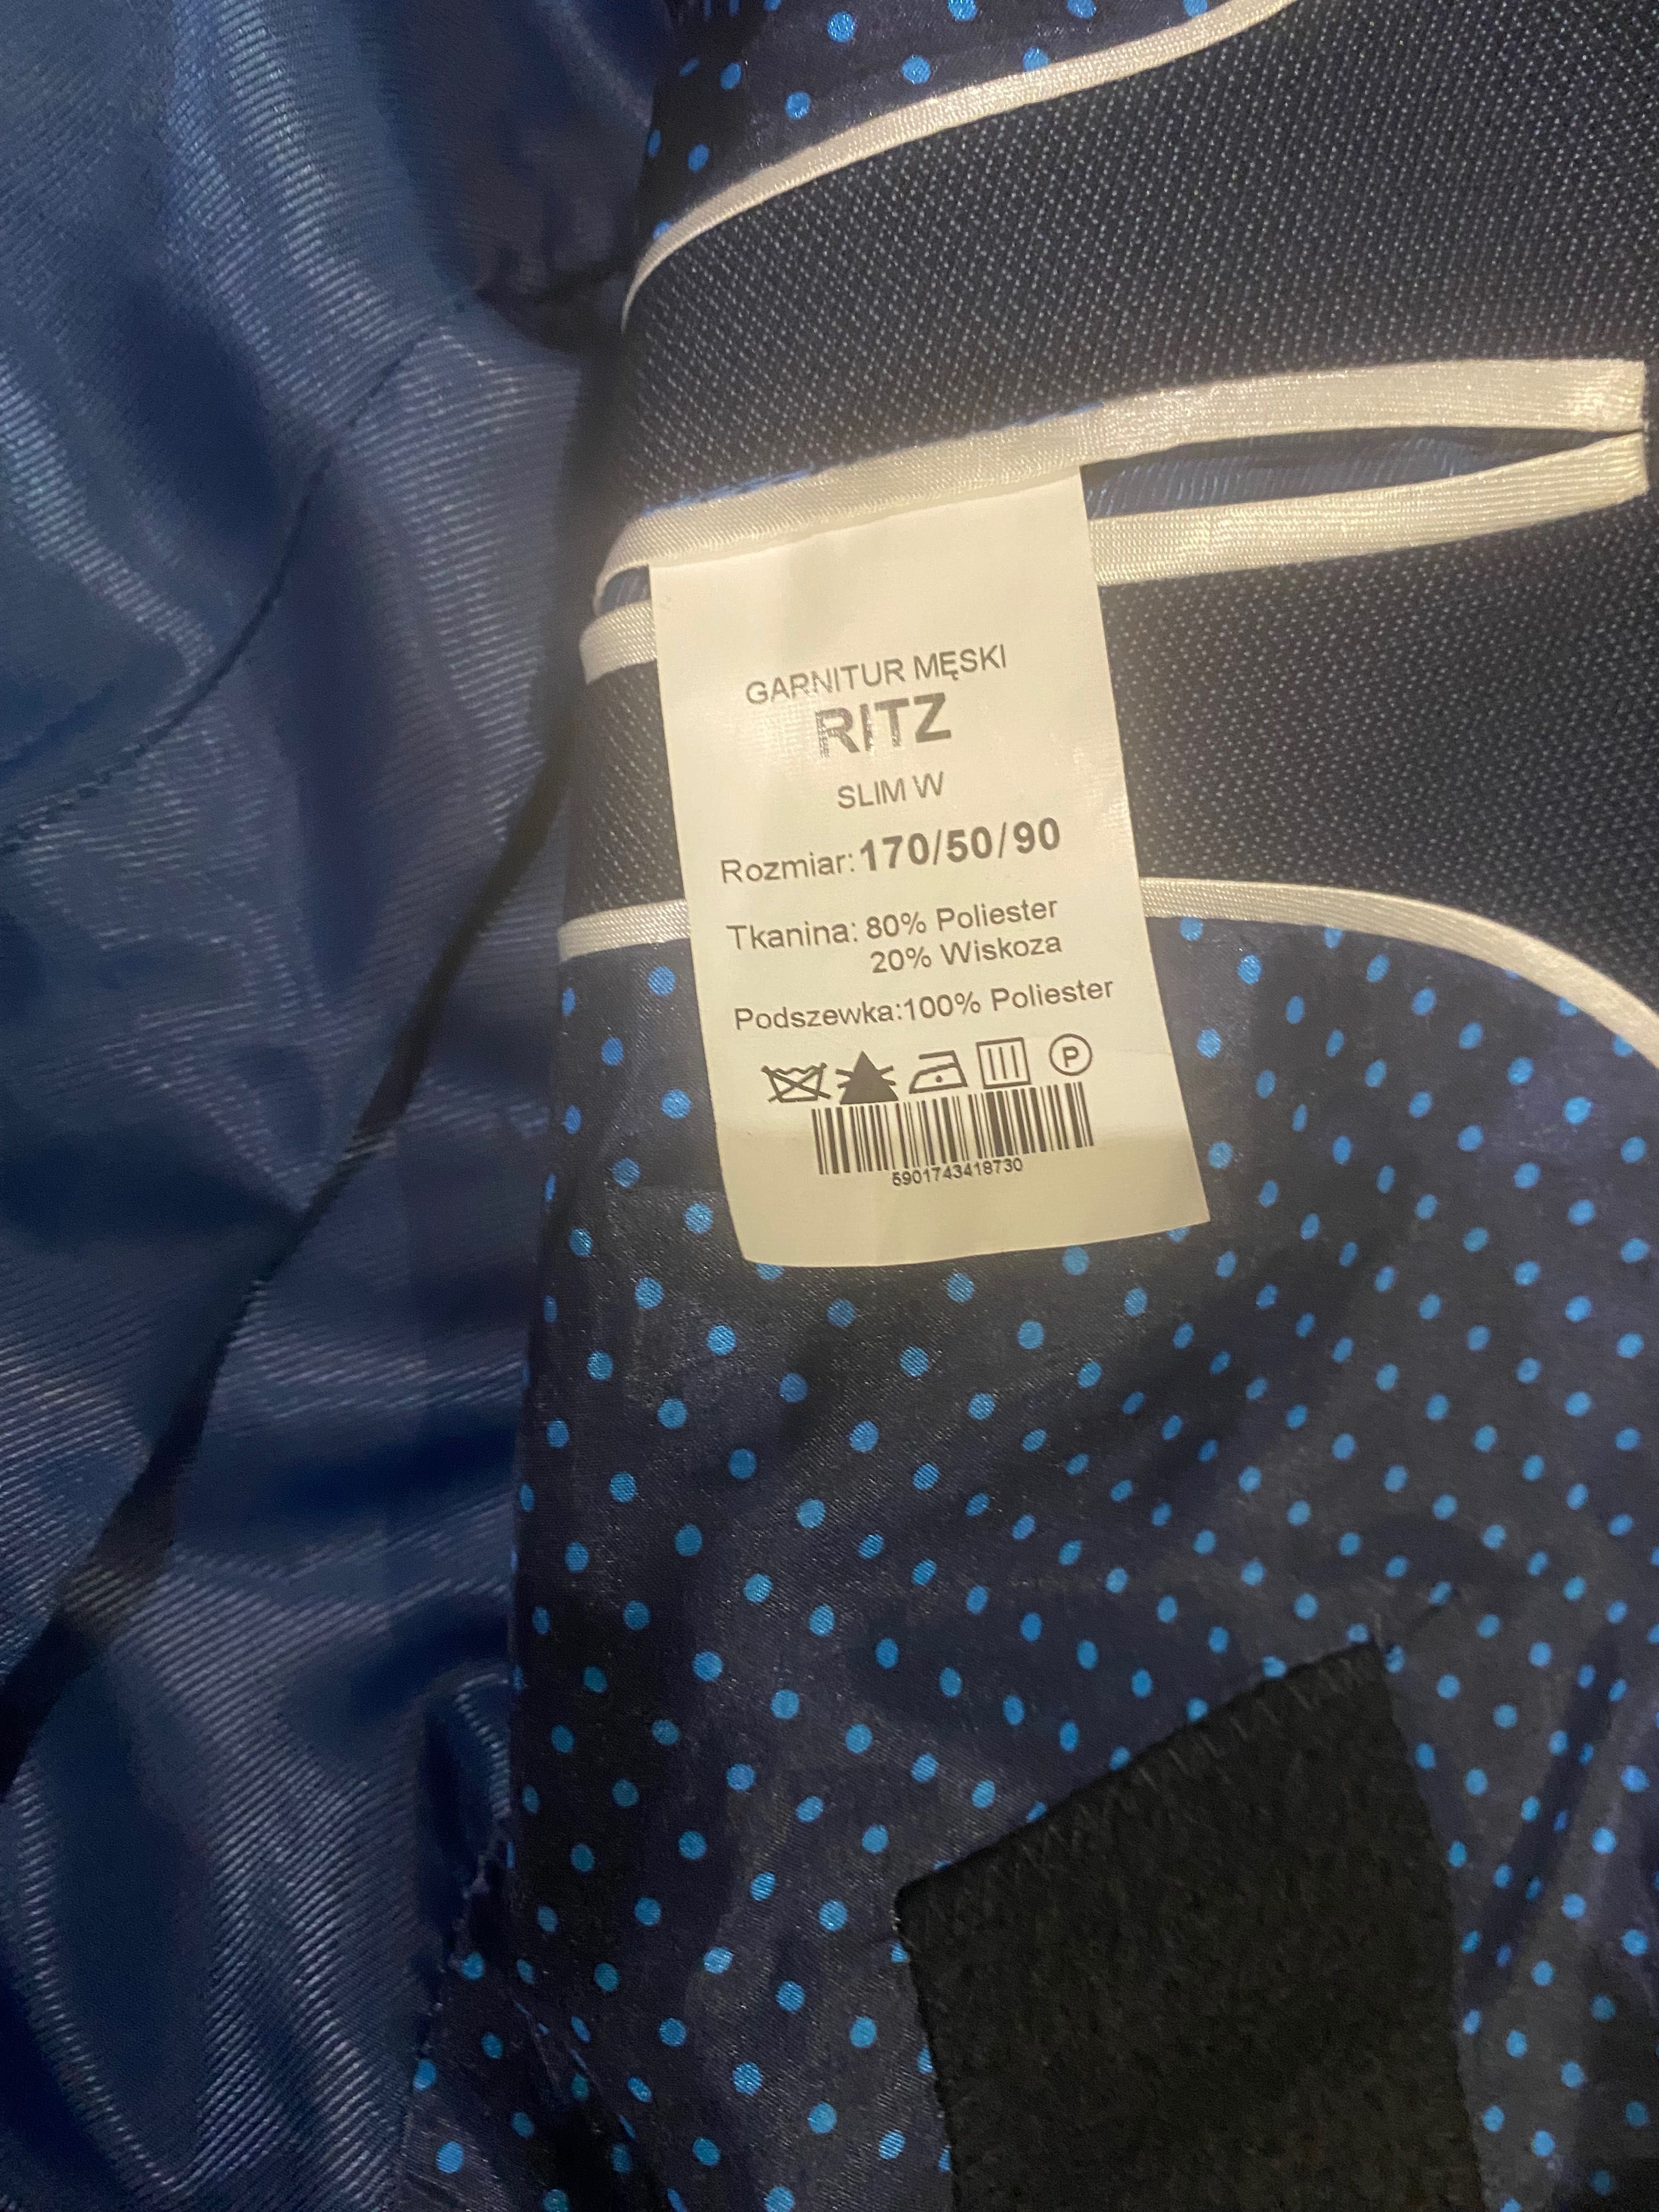 GARNITUR MĘSKI
RITZ
SLIM W
Rozmiar: 170/50/90
Tkanina: 80% Poliester
20% Wiskoza
Podszewka:100% Poliester
P
5901743418730